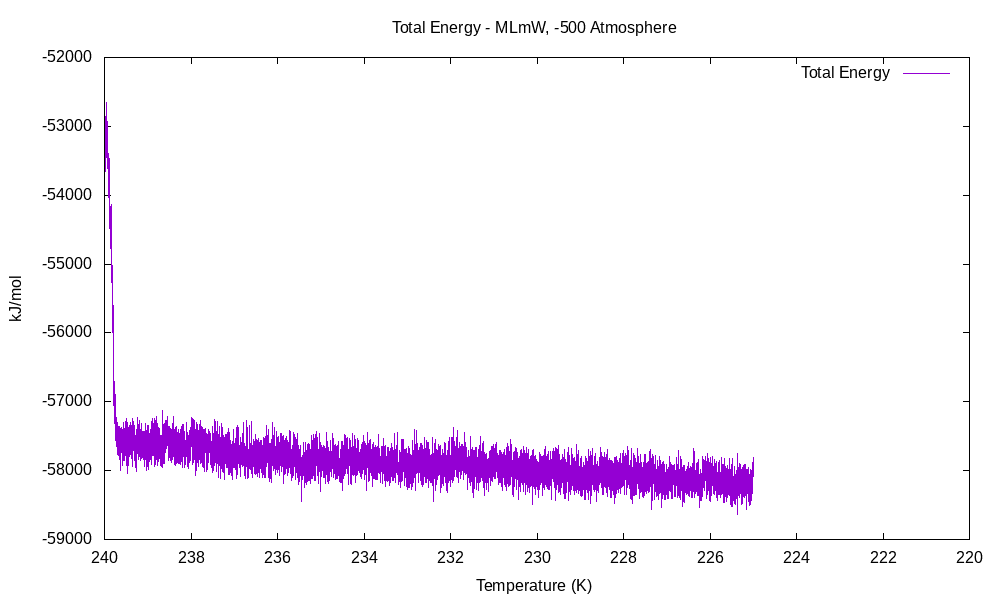 Total Energy - MLmW, -500 Atmosphere
Total Energy
-52000
-53000
-54000
-55000
-56000
-57000
-58000
-59000
kJ/mol
240 238 236 234 232 230 228 226 224 222 220
Temperature (K)